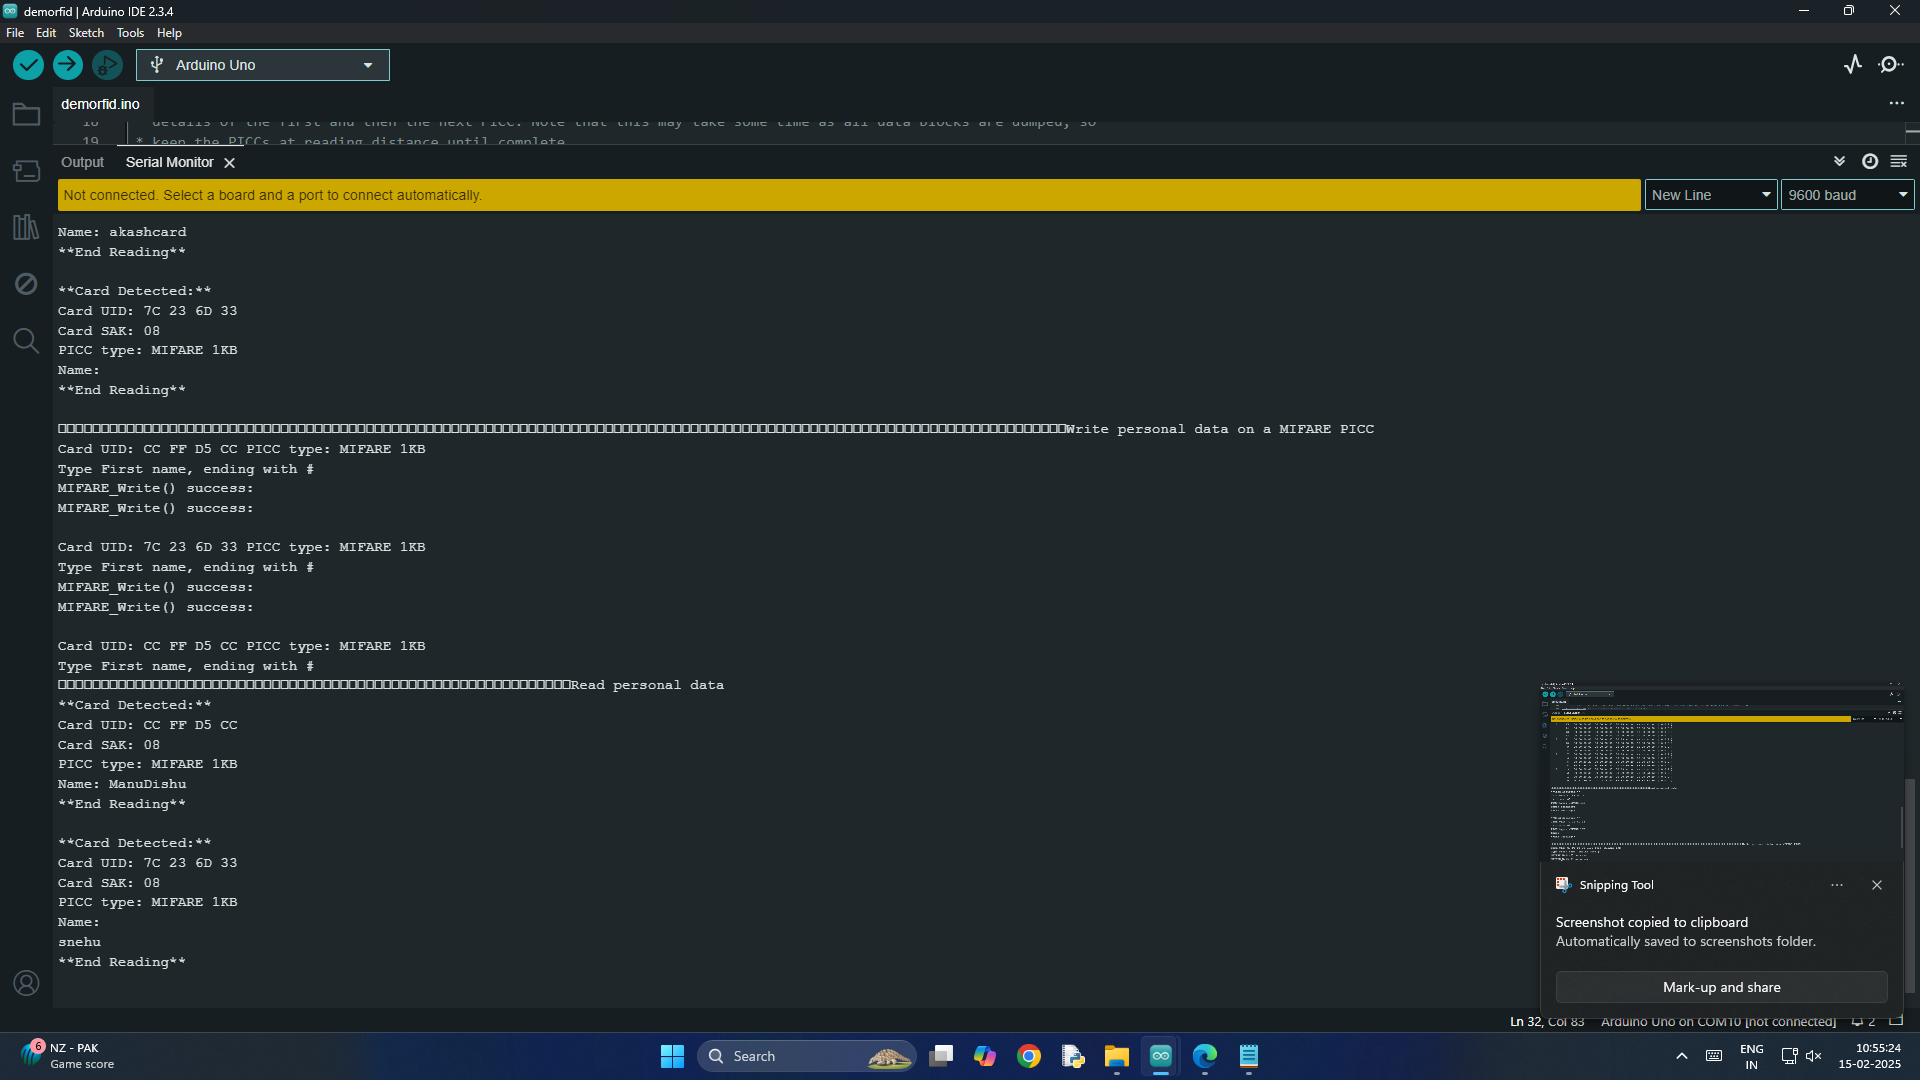 demorfid | Arduino IDE 2.3.4
File Edit Sketch Tools Help
Arduino Uno
demorfid.ino
18 details of the first and then the next PICC. Note that this may take some time as all data blocks are dumped, so
19 * keep the PICCs at reading distance until complete
Output Serial Monitor
Not connected. Select a board and a port to connect automatically.
New Line
9600 baud
Name: akashcard
**End Reading**
**Card Detected:**
Card UID: 7C 23 6D 33
Card SAK: 08
PICC type: MIFARE 1KB
Name:
**End Reading**
Write personal data on a MIFARE PICC
Card UID: CC FF D5 CC PICC type: MIFARE 1KB
Type First name, ending with #
MIFARE_Write() success:
MIFARE_Write() success:
Card UID: 7C 23 6D 33 PICC type: MIFARE 1KB
Type First name, ending with #
MIFARE_Write() success:
MIFARE_Write() success:
Card UID: CC FF D5 CC PICC type: MIFARE 1KB
Type First name, ending with #
Read personal data
**Card Detected:**
Card UID: CC FF D5 CC
Card SAK: 08
PICC type: MIFARE 1KB
Name: ManuDishu
**End Reading**
**Card Detected:**
Card UID: 7C 23 6D 33
Card SAK: 08
PICC type: MIFARE 1KB
Name:
snehu
**End Reading**
Snipping Tool
Screenshot copied to clipboard
Automatically saved to screenshots folder.
Mark-up and share
Ln 32, Col 83 Arduino Uno on COM10 [not connected] 2
6
NZ - PAK
Game score
Search
ENG
IN
10:55:24
15-02-2025